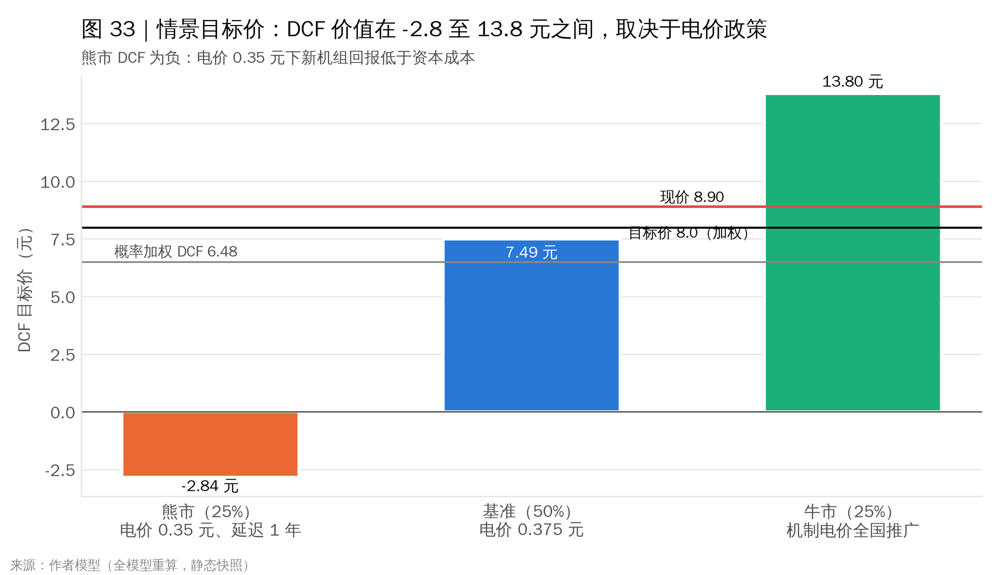 图 33｜情景目标价：DCF 价值在 -2.8 至 13.8 元之间，取决于电价政策
熊市 DCF 为负：电价 0.35 元下新机组回报低于资本成本
DCF 目标价（元）
12.5
10.0
7.5
5.0
2.5
0.0
-2.5
13.80 元
现价 8.90
目标价 8.0（加权）
概率加权 DCF 6.48
7.49 元
-2.84 元
熊市（25%）
电价 0.35 元、延迟 1 年
基准（50%）
电价 0.375 元
牛市（25%）
机制电价全国推广
来源：作者模型（全模型重算，静态快照）